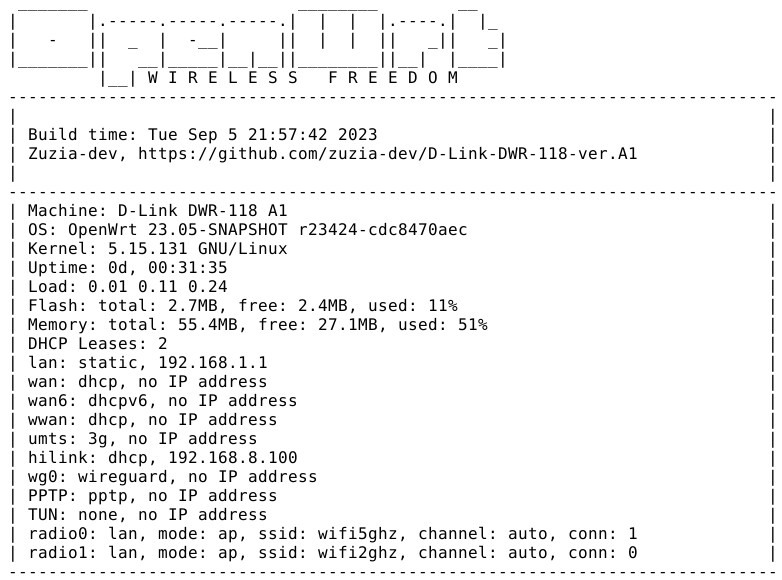 OpenWrt
W I R E L E S S   F R E E D O M
Build time: Tue Sep 5 21:57:42 2023
Zuzia-dev, https://github.com/zuzia-dev/D-Link-DWR-118-ver.A1
Machine: D-Link DWR-118 A1
OS: OpenWrt 23.05-SNAPSHOT r23424-cdc8470aec
Kernel: 5.15.131 GNU/Linux
Uptime: 0d, 00:31:35
Load: 0.01 0.11 0.24
Flash: total: 2.7MB, free: 2.4MB, used: 11%
Memory: total: 55.4MB, free: 27.1MB, used: 51%
DHCP Leases: 2
lan: static, 192.168.1.1
wan: dhcp, no IP address
wan6: dhcpv6, no IP address
wwan: dhcp, no IP address
umts: 3g, no IP address
hilink: dhcp, 192.168.8.100
wg0: wireguard, no IP address
PPTP: pptp, no IP address
TUN: none, no IP address
radio0: lan, mode: ap, ssid: wifi5ghz, channel: auto, conn: 1
radio1: lan, mode: ap, ssid: wifi2ghz, channel: auto, conn: 0